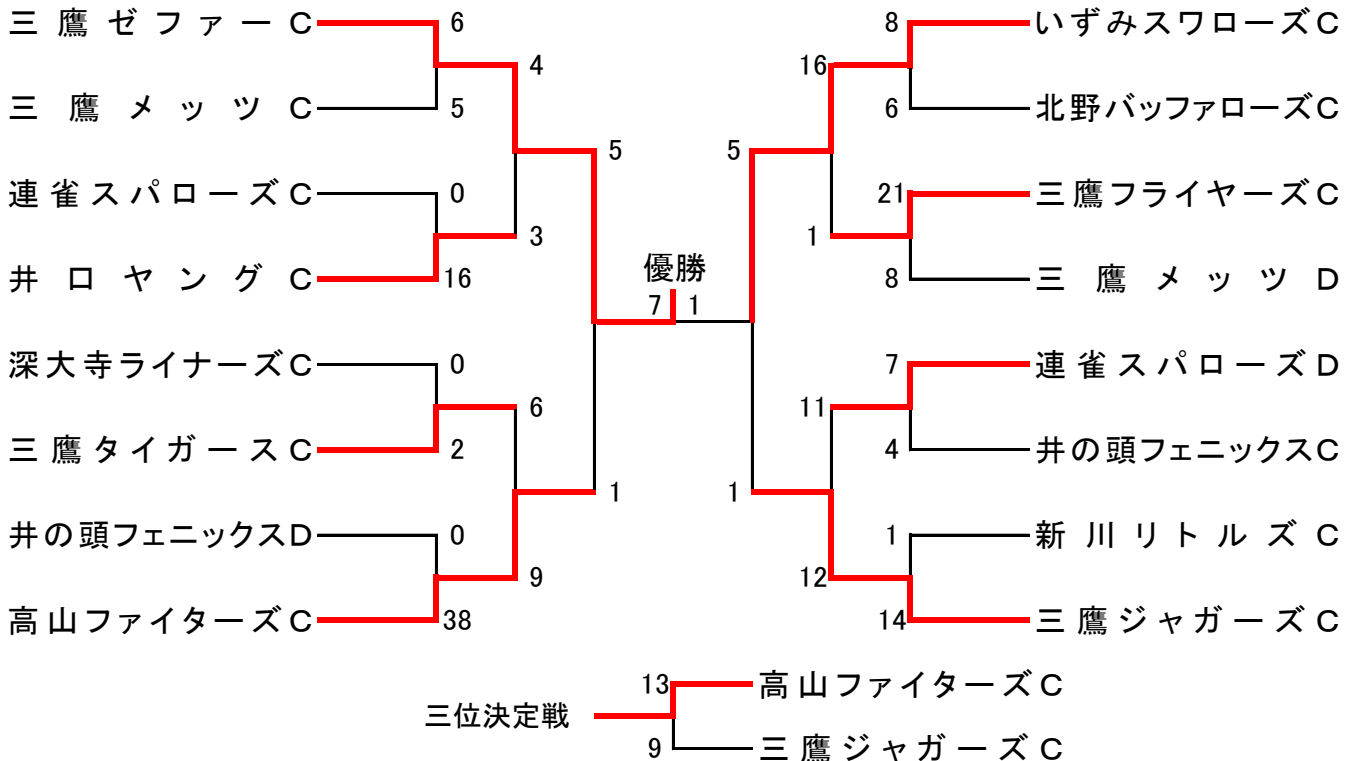 三鷹ゼファーC 6 8 いずみスワローズC
4 16
三鷹メッツC 5 6 北野バッファローズC
5 5
連雀スパローズC 0 21 三鷹フライヤーズC
3 1
井口ヤングC 16 8 三鷹メッツD
優勝
7 1
深大寺ライナーズC 0 7 連雀スパローズD
6 11
三鷹タイガースC 2 4 井の頭フェニックスC
1 1
井の頭フェニックスD 0 1 新川リトルズC
9 12
高山ファイターズC 38 14 三鷹ジャガーズC
13 高山ファイターズC
三位決定戦
9 三鷹ジャガーズC